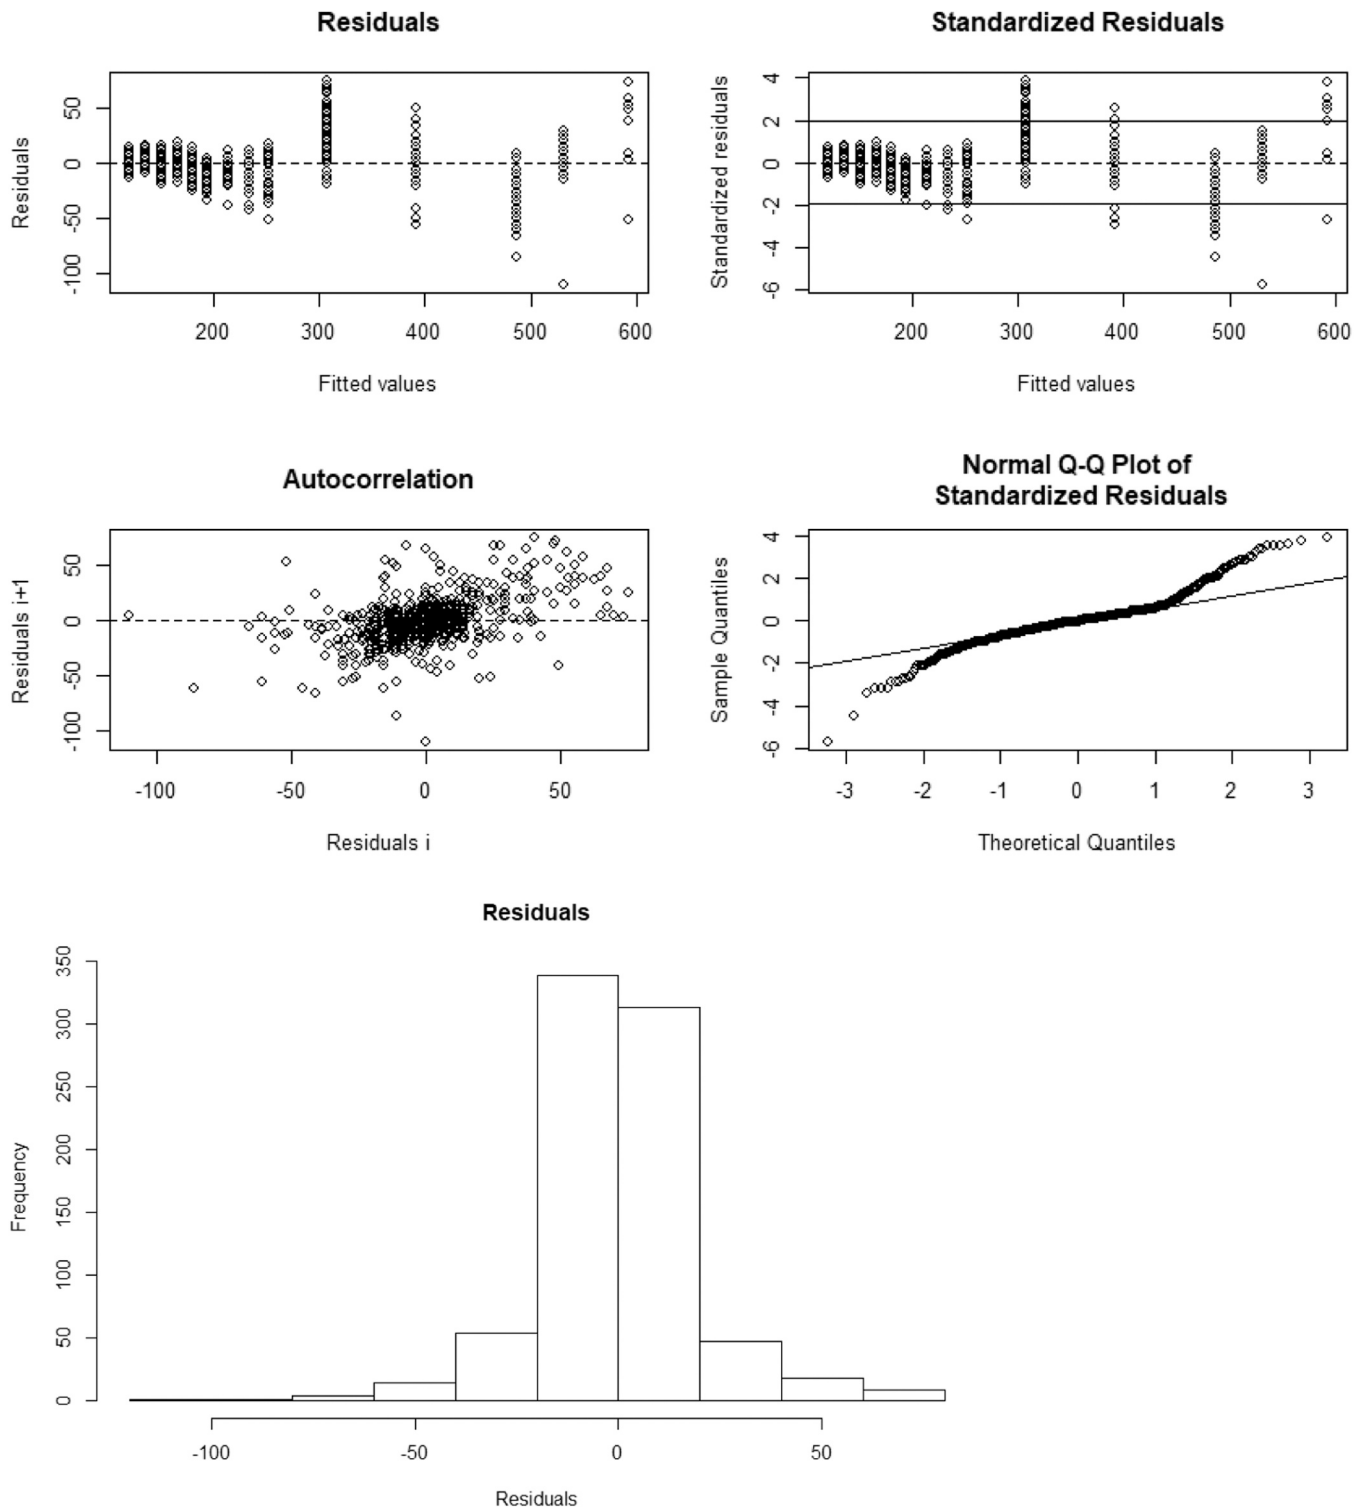 Residuals
Residuals
50
0
-50
-100
200 300 400 500 600
Fitted values
Standardized Residuals
Standardized residuals
4
2
0
-2
-4
-6
200 300 400 500 600
Fitted values
Autocorrelation
Residuals i+1
50
0
-50
-100
-100 -50 0 50
Residuals i
Normal Q-Q Plot of
Standardized Residuals
Sample Quantiles
4
2
0
-2
-4
-6
-3 -2 -1 0 1 2 3
Theoretical Quantiles
Residuals
Frequency
350
300
250
200
150
100
50
0
-100 -50 0 50
Residuals